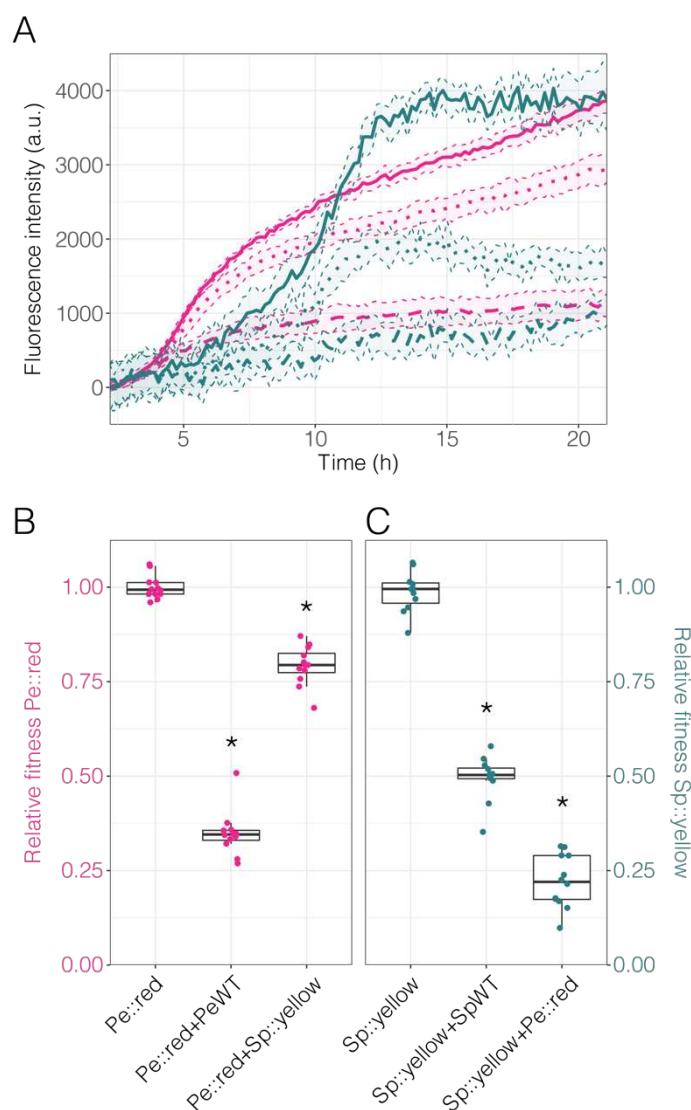 A
Fluorescence intensity (a.u.)
4000
3000
2000
1000
0
5
10
15
20
Time (h)
B
C
Relative fitness Pe::red
1.00
0.75
0.50
0.25
0.00
*
*
*
*
1.00
0.75
0.50
0.25
0.00
Relative fitness Sp::yellow
Pe::red
Pe::red+PeWT
Pe::red+Sp::yellow
Sp::yellow
Sp::yellow+SpWT
Sp::yellow+Pe::red